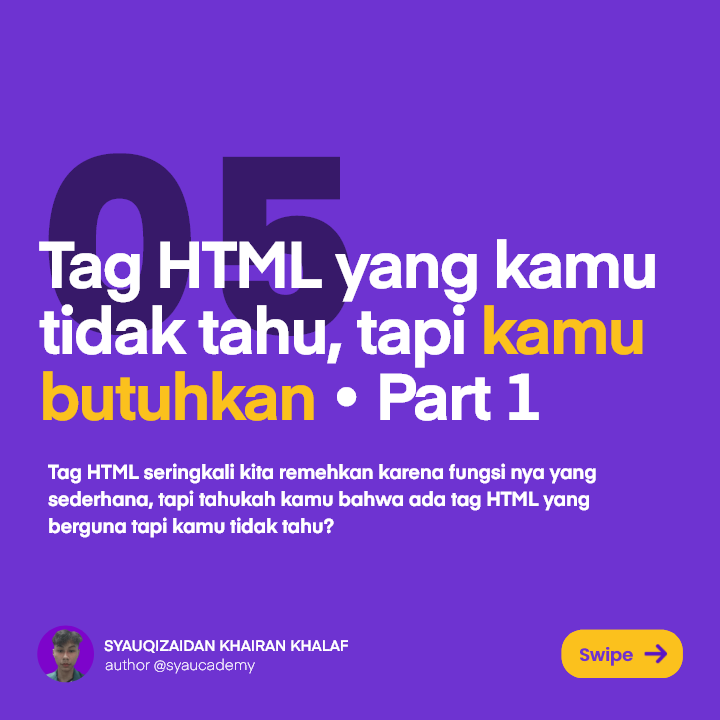 05
Tag HTML yang kamu
tidak tahu, tapi kamu
butuhkan • Part 1
Tag HTML seringkali kita remehkan karena fungsi nya yang
sederhana, tapi tahukah kamu bahwa ada tag HTML yang
berguna tapi kamu tidak tahu?
SYAUQIZAIDAN KHAIRAN KHALAF
author @syaucademy
Swipe →